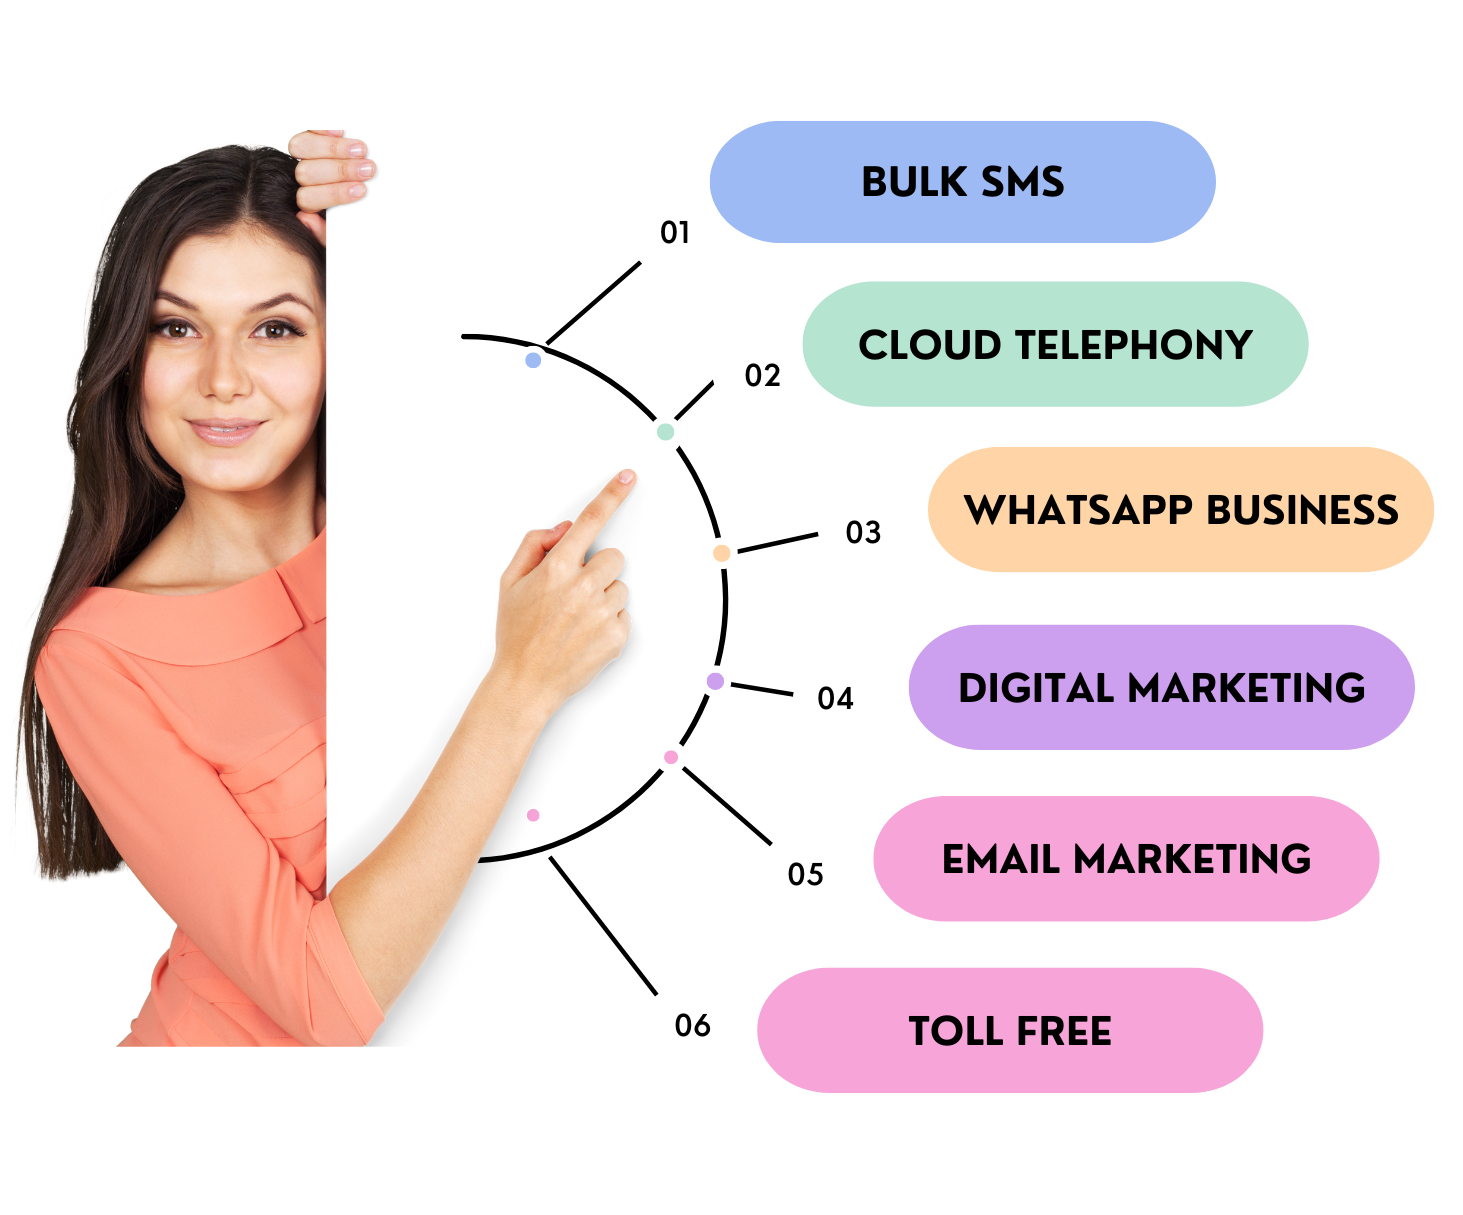 01
BULK SMS
02
CLOUD TELEPHONY
03
WHATSAPP BUSINESS
04
DIGITAL MARKETING
05
EMAIL MARKETING
06
TOLL FREE